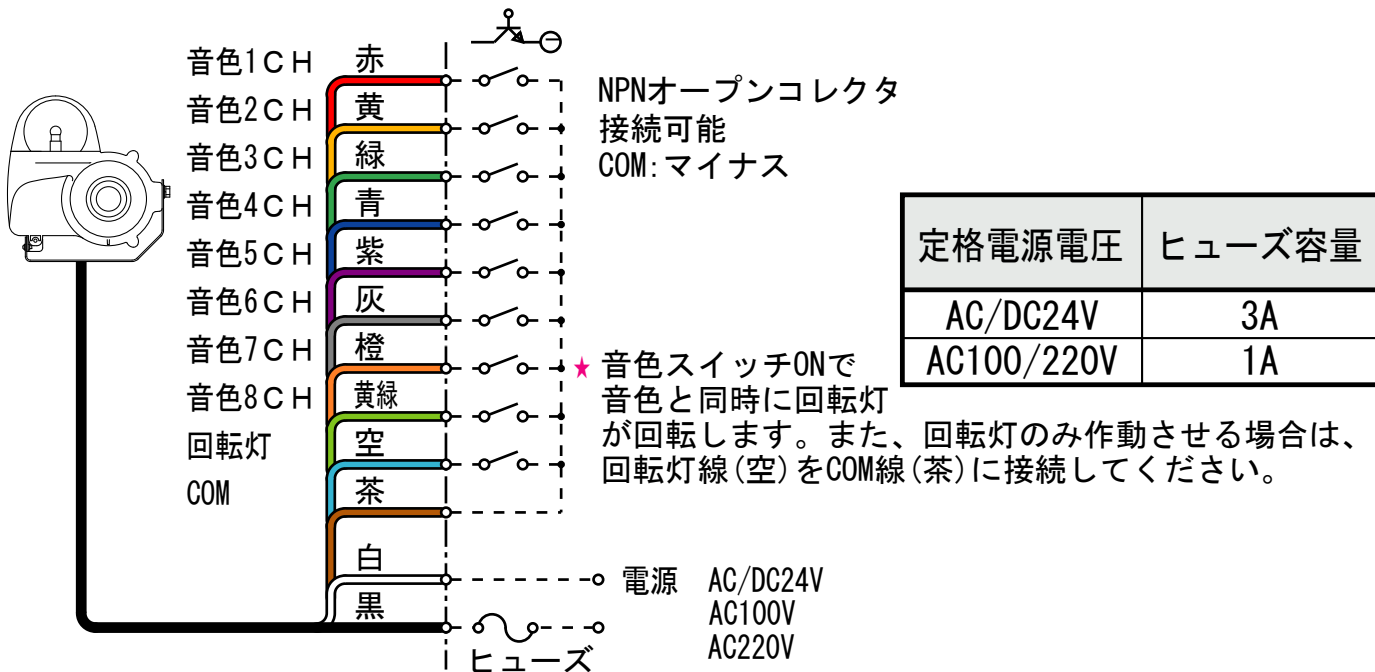 音色1ＣＨ 赤
音色2ＣＨ 黄
音色3ＣＨ 緑
音色4ＣＨ 青
音色5ＣＨ 紫
音色6ＣＨ 灰
音色7ＣＨ 橙
音色8ＣＨ 黄緑
回転灯 空
COM 茶
白
黒
NPNオープンコレクタ
接続可能
COM:マイナス
定格電源電圧 ヒューズ容量
AC/DC24V 3A
AC100/220V 1A
★ 音色スイッチONで
音色と同時に回転灯
が回転します。また、回転灯のみ作動させる場合は、
回転灯線(空)をCOM線(茶)に接続してください。
電源 AC/DC24V
AC100V
AC220V
ヒューズ